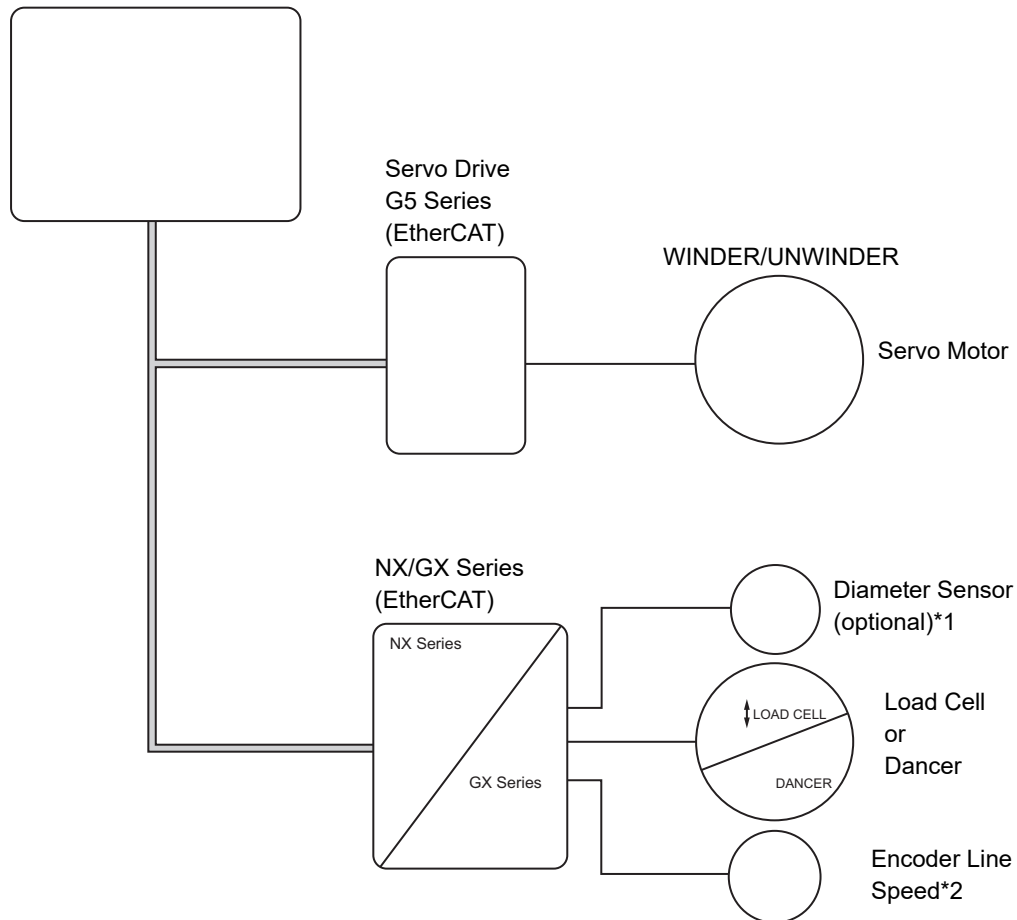 Servo Drive
G5 Series
(EtherCAT)
WINDER/UNWINDER
Servo Motor
NX/GX Series
(EtherCAT)
NX Series
GX Series
Diameter Sensor
(optional)*1
LOAD CELL
DANCER
Load Cell
or
Dancer
Encoder Line
Speed*2